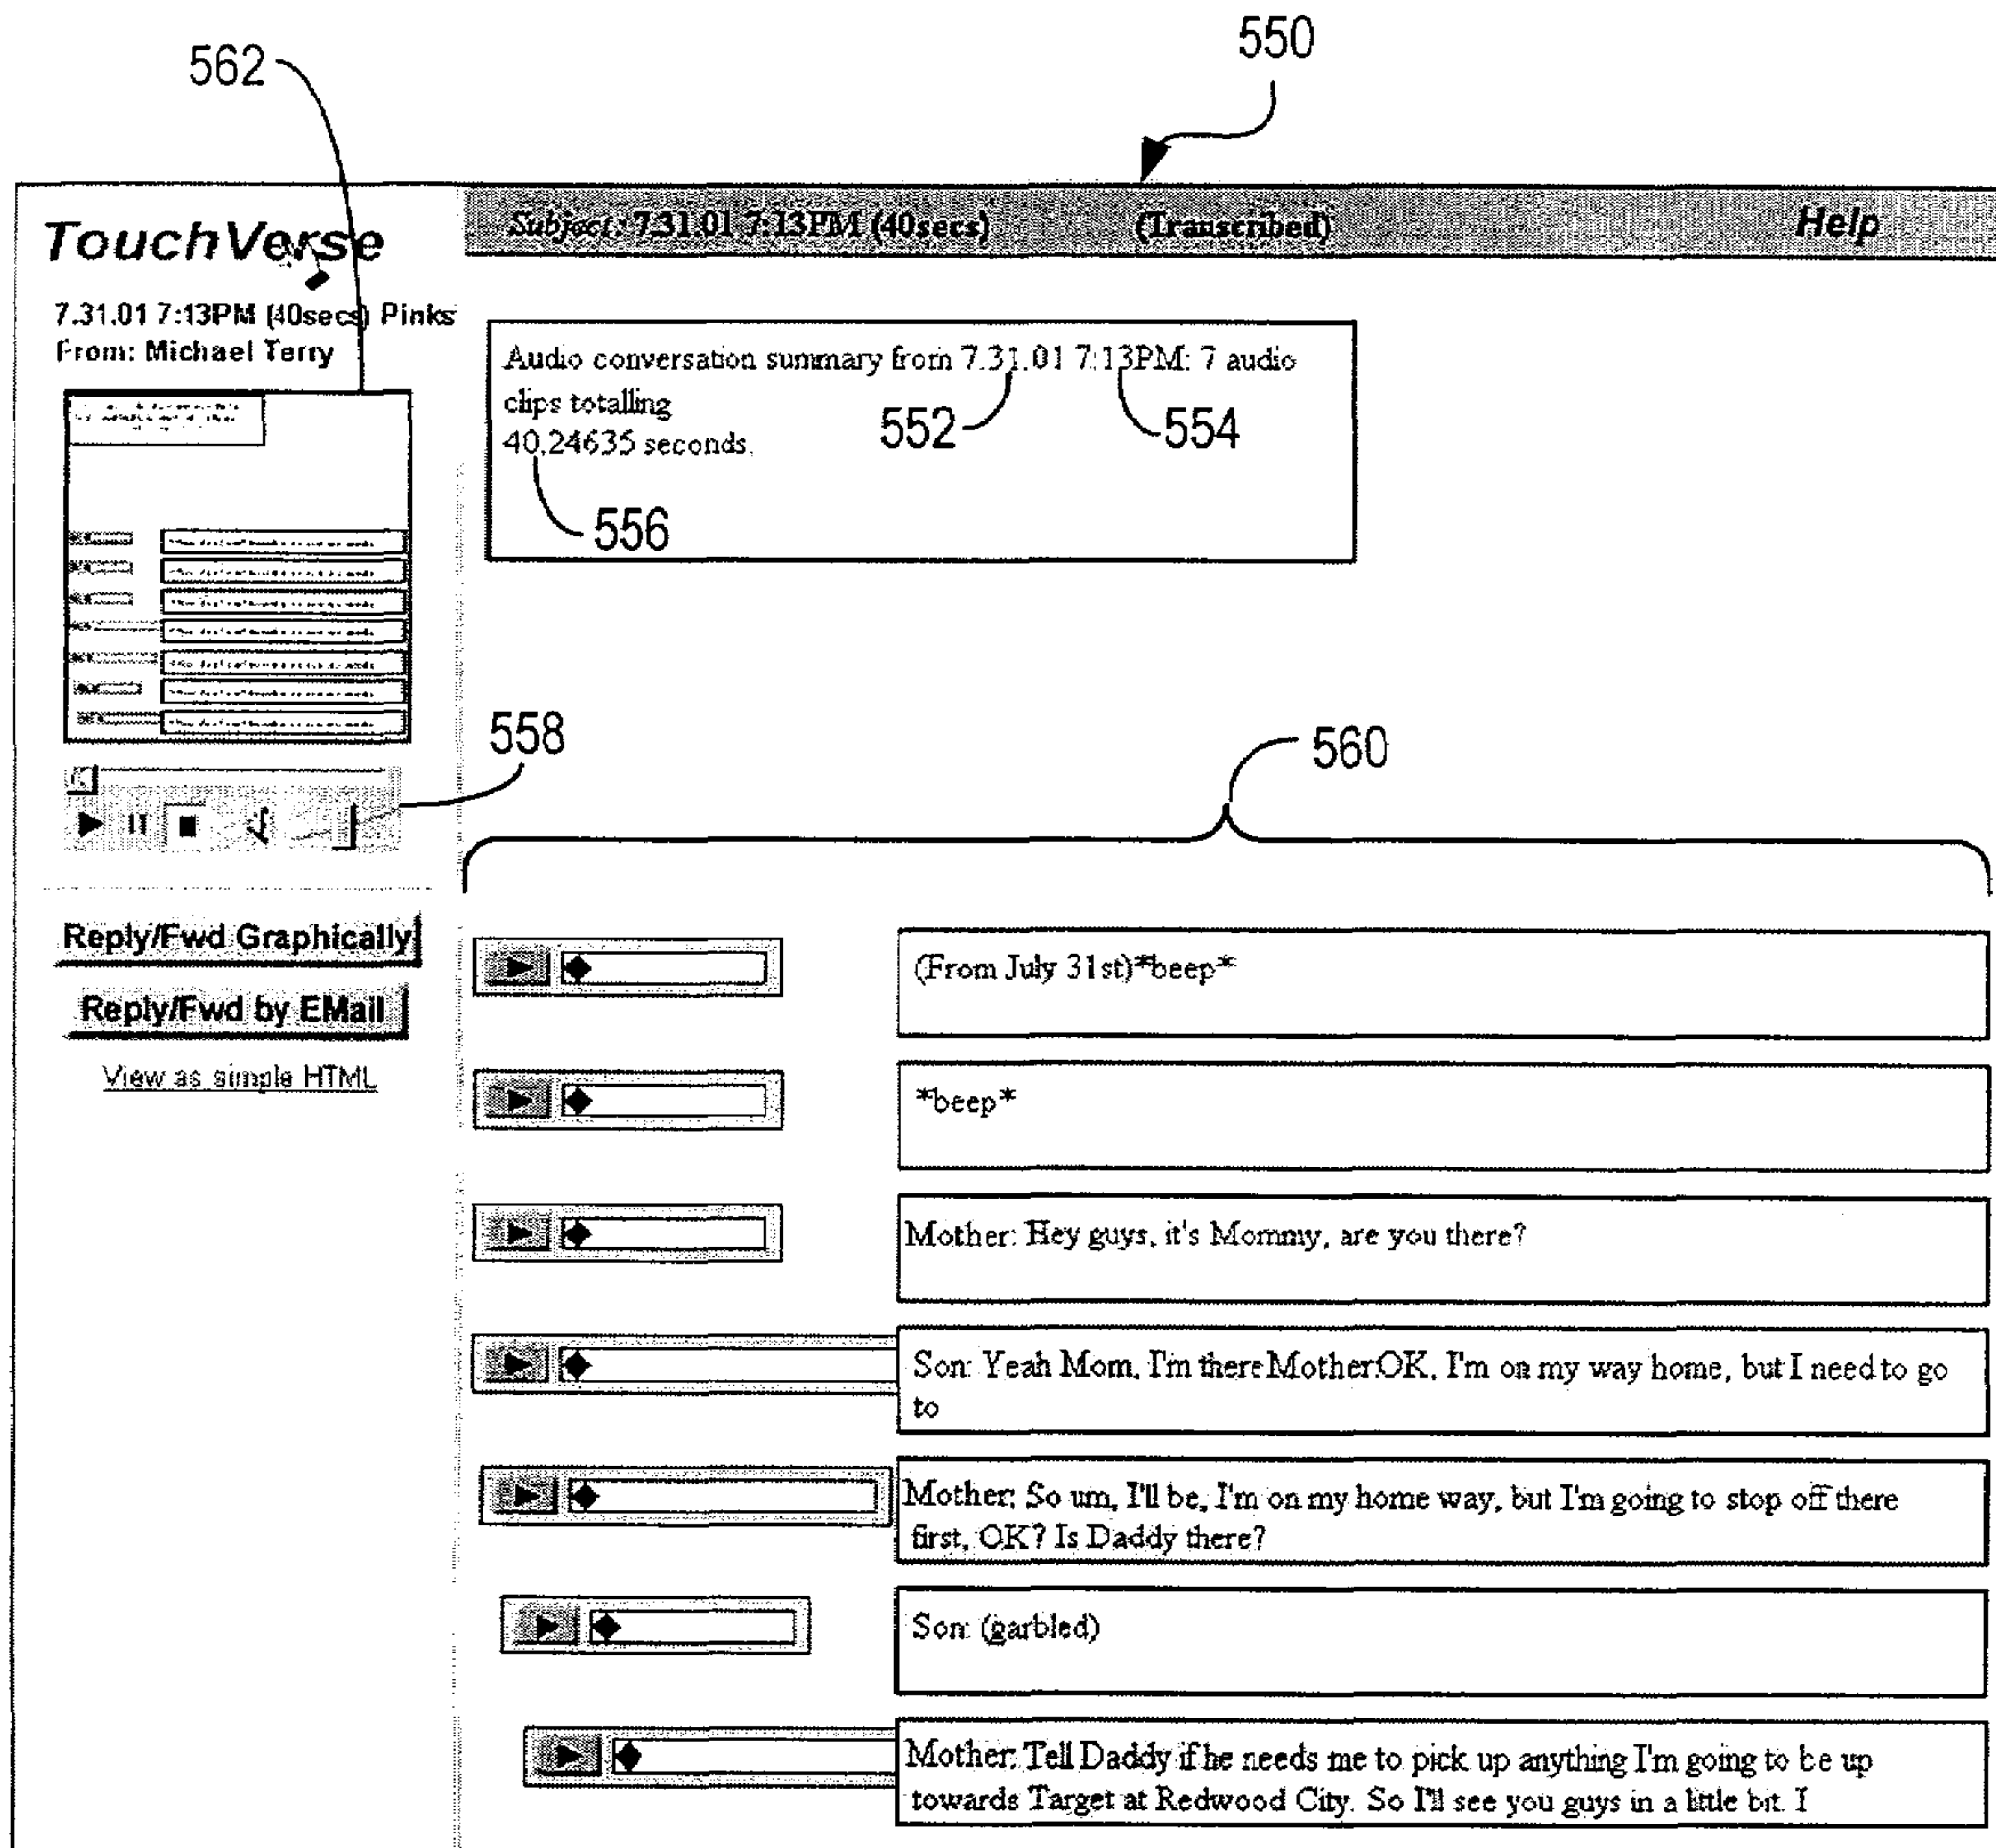 562
550
TouchVerse
Subject: 7.31.01 7:13PM (40secs) (Transcribed) Help
7.31.01 7:13PM (40secs) Pinks
From: Michael Terry
Audio conversation summary from 7.31.01 7:13PM: 7 audio
clips totalling
40.24635 seconds.
552
554
556
558
560
Reply/Fwd Graphically
Reply/Fwd by EMail
View as simple HTML
(From July 31st)*beep*
*beep*
Mother: Hey guys, it's Mommy, are you there?
Son: Yeah Mom, I'm thereMother:OK, I'm on my way home, but I need to go
to
Mother: So um, I'll be, I'm on my home way, but I'm going to stop off there
first, OK? Is Daddy there?
Son: (garbled)
Mother: Tell Daddy if he needs me to pick up anything I'm going to be up
towards Target at Redwood City. So I'll see you guys in a little bit. I